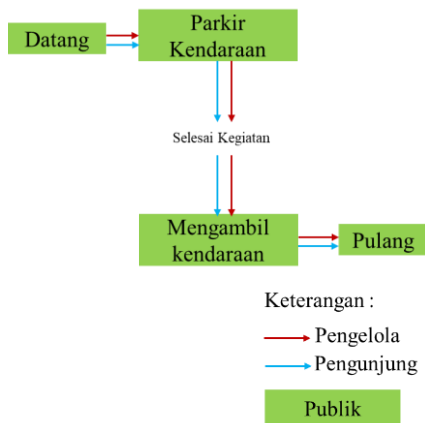 Datang
Parkir
Kendaraan
Selesai Kegiatan
Mengambil
kendaraan
Pulang
Keterangan :
Pengelola
Pengunjung
Publik